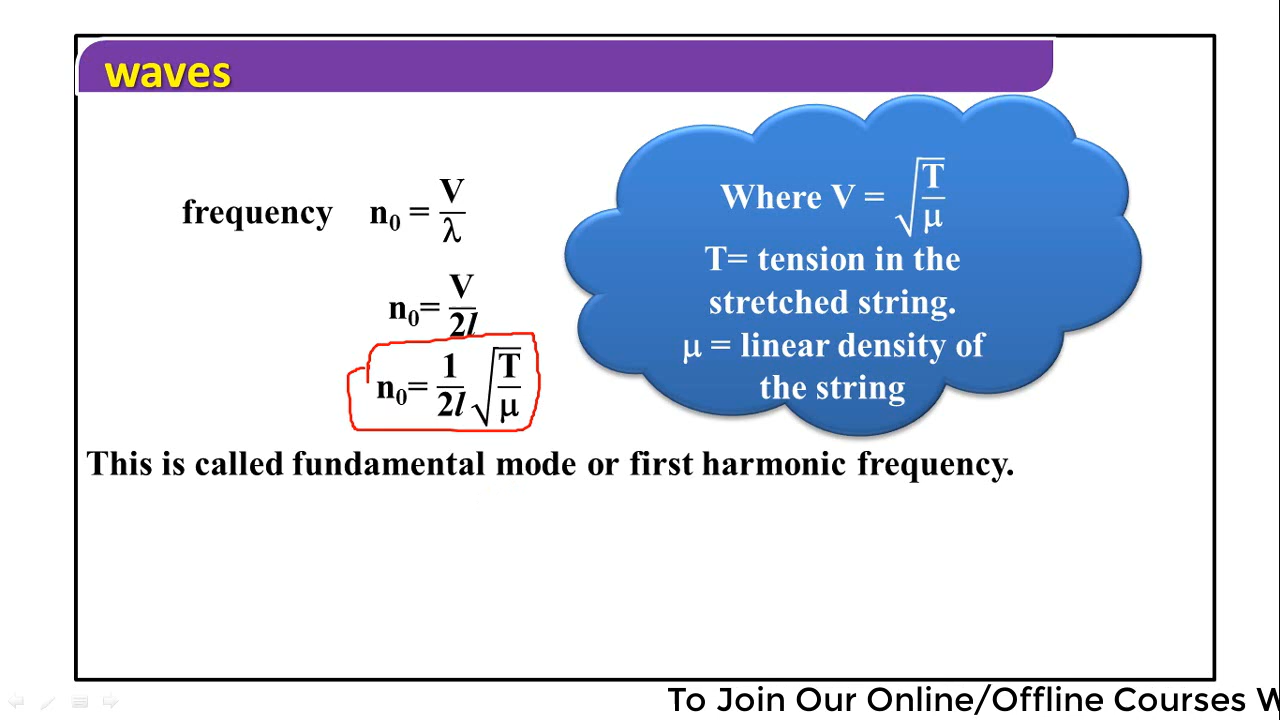 waves
frequency n₀ = V/λ
n₀= V/2l
n₀= 1/2l √T/μ
Where V = √T/μ
T= tension in the
stretched string.
μ = linear density of
the string
This is called fundamental mode or first harmonic frequency.
To Join Our Online/Offline Courses W